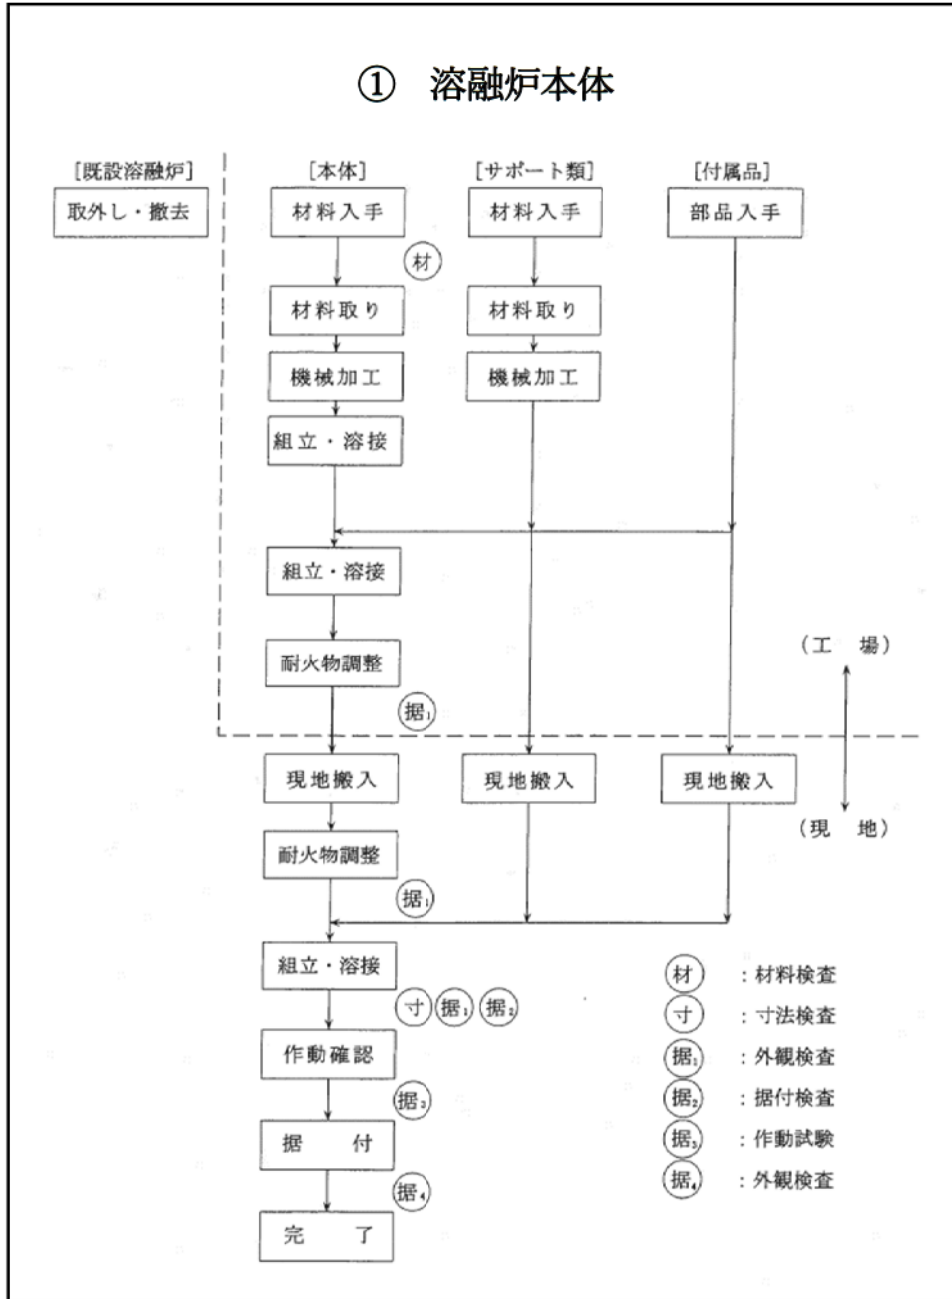 ① 溶融炉本体
[既設溶融炉] [本体] [サポート類] [付属品]
取外し・撤去 材料入手 材料入手 部品入手
材
材料取り 材料取り
機械加工 機械加工
組立・溶接
組立・溶接
(工 場)
耐火物調整
据₁
現地搬入 現地搬入 現地搬入
(現 地)
耐火物調整
据₁
組立・溶接
材 :材料検査
寸 据₁ 据₂
寸 :寸法検査
作動確認
据₁ :外観検査
据₃
据₂ :据付検査
据 付
据₃ :作動試験
据₄
据₄ :外観検査
完 了